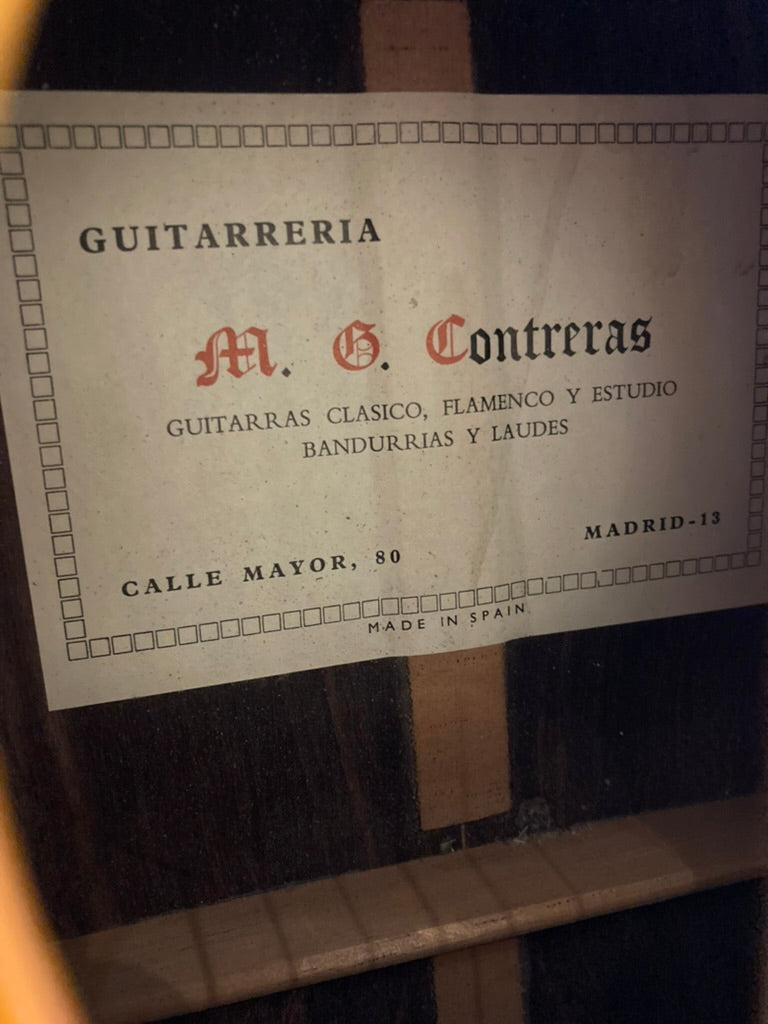 GUITARRERIA
M. G. Contreras
GUITARRAS CLASICO, FLAMENCO Y ESTUDIO
BANDURRIAS Y LAUDES
CALLE MAYOR, 80
MADRID-13
MADE IN SPAIN